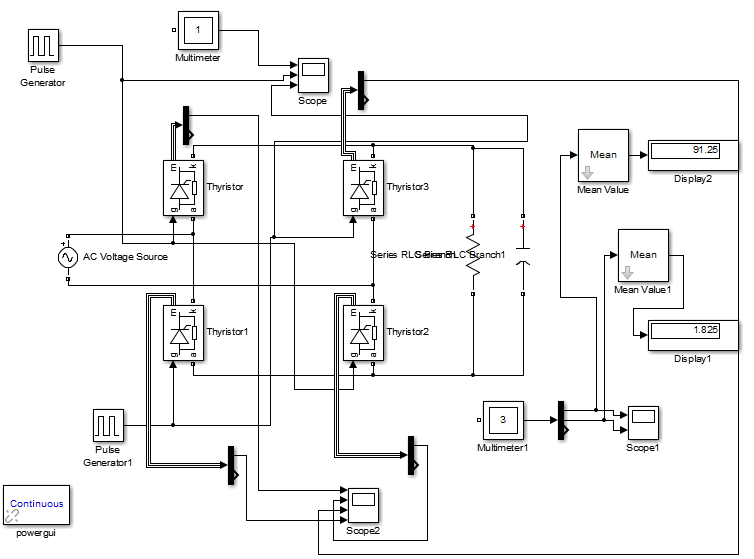 1
Multimeter
Pulse
Generator
Scope
91.25
Mean
Mean Value
Display2
m
k
g
a
Thyristor
m
k
g
a
Thyristor3
+
+
+
AC Voltage Source
Series RLC Branch
Series RLC Branch1
Mean
Mean Value1
1.825
Display1
m
k
g
a
Thyristor1
m
k
g
a
Thyristor2
Pulse
Generator1
3
Multimeter1
Scope1
Continuous
powergui
Scope2